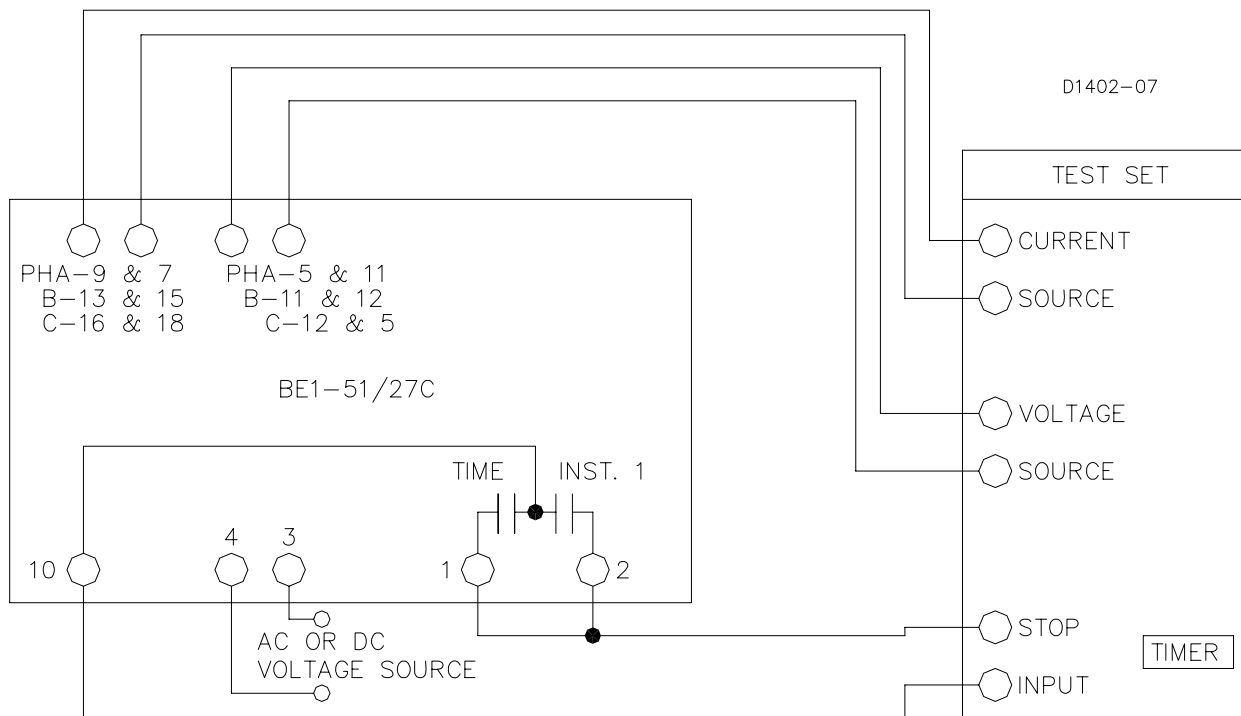 D1402-07
TEST SET
CURRENT
SOURCE
VOLTAGE
SOURCE
PHA-9 & 7
B-13 & 15
C-16 & 18
PHA-5 & 11
B-11 & 12
C-12 & 5
BE1-51/27C
TIME
INST. 1
10
4
3
1
2
AC OR DC
VOLTAGE SOURCE
STOP
INPUT
TIMER